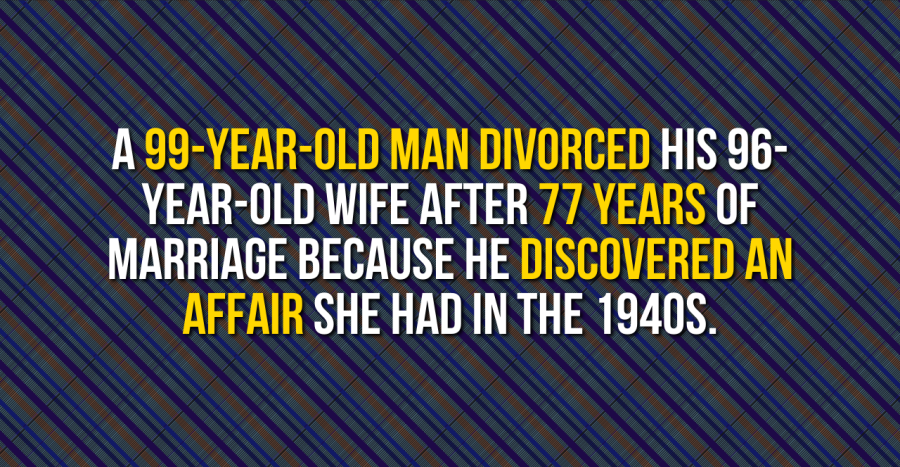 A 99-YEAR-OLD MAN DIVORCED HIS 96-
YEAR-OLD WIFE AFTER 77 YEARS OF
MARRIAGE BECAUSE HE DISCOVERED AN
AFFAIR SHE HAD IN THE 1940S.